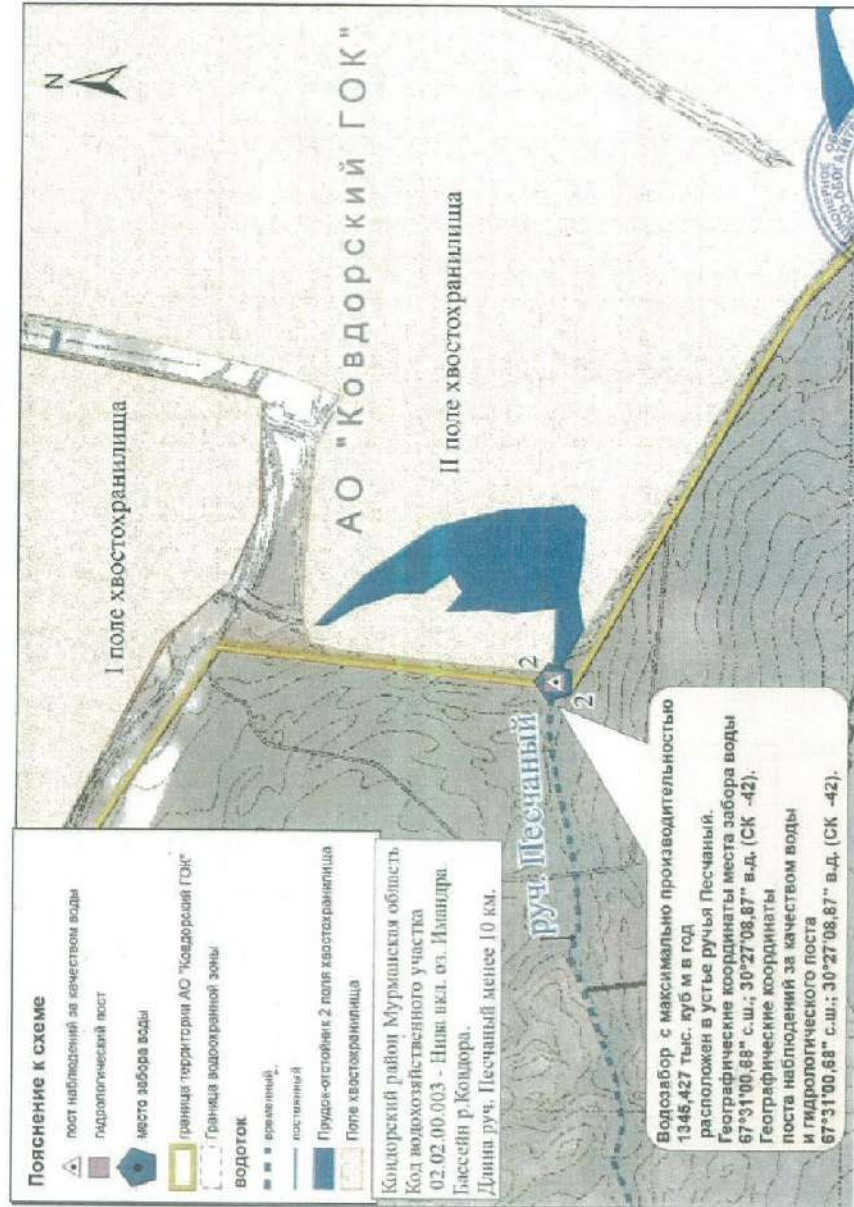 Пояснение к схеме
пост наблюдений за качеством воды
гидрологический пост
место забора воды
граница территории АО "Ковдорский ГОК"
Граница водоохранной зоны
водоток
временный
постоянный
Прудок-отстойник 2 поля хвостохранилища
Поле хвостохранилища
Ковдорский район Мурманская область
Код водохозяйственного участка
02.02.00.003 - Нива вкл. оз. Имандра.
Бассейн р.Ковдора.
Длина руч. Песчаный менее 10 км.
N
I поле хвостохранилища
АО "Ковдорский ГОК"
II поле хвостохранилища
руч. Песчаный
2
2
Водозабор с максимально производительностью
1345,427 тыс. куб м в год
расположен в устье ручья Песчаный.
Географические координаты места забора воды
67°31'00,68" с.ш.; 30°27'08,87" в.д. (СК -42).
Географические координаты
поста наблюдений за качеством воды
и гидрологического поста
67°31'00,68" с.ш.; 30°27'08,87" в.д. (СК -42).